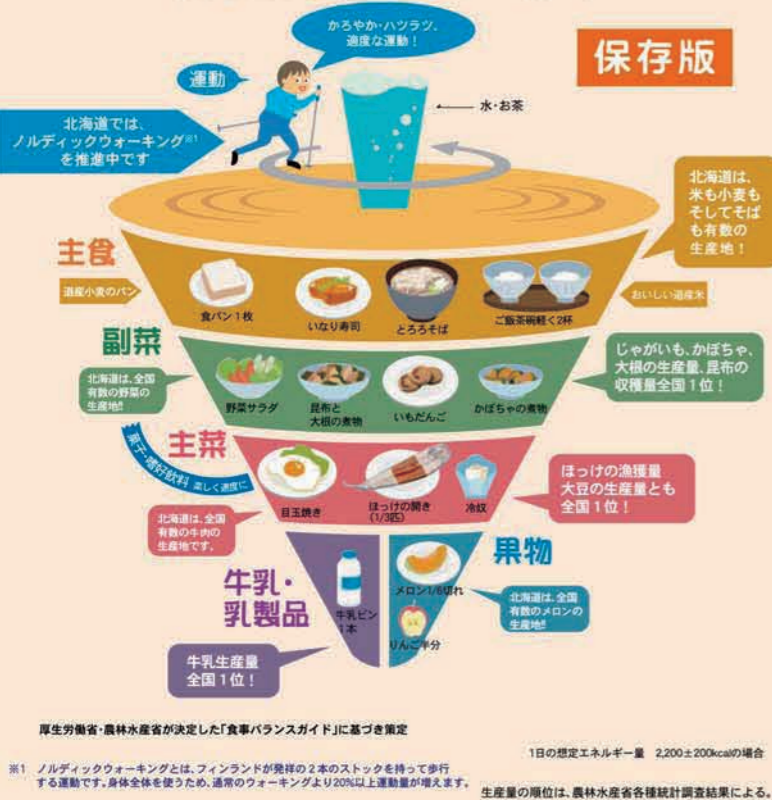 かろやか・ハツラツ、
適度な運動！
保存版
運動
水・お茶
北海道では、
ノルディックウォーキング※1
を推進中です
北海道は、
米も小麦も
そしてそば
も有数の
生産地！
主食
道産小麦のパン
おいしい道産米
食パン1枚
いなり寿司
とろろそば
ご飯茶碗軽く2杯
副菜
北海道は、全国
有数の野菜の
生産地!!
じゃがいも、かぼちゃ、
大根の生産量、昆布の
収穫量全国1位！
野菜サラダ
昆布と
大根の煮物
いもだんご
かぼちゃの煮物
主菜
菓子・嗜好飲料 楽しく適度に
目玉焼き
ほっけの開き
(1/3匹)
冷奴
ほっけの漁獲量
大豆の生産量とも
全国1位！
北海道は、全国
有数の牛肉の
生産地です。
牛乳・
乳製品
果物
牛乳ビン
1本
メロン1/6切れ
りんご半分
北海道は、全国
有数のメロンの
生産地!!
牛乳生産量
全国1位！
厚生労働省・農林水産省が決定した「食事バランスガイド」に基づき策定
1日の想定エネルギー量 2,200±200kcalの場合
※1 ノルディックウォーキングとは、フィンランドが発祥の2本のストックを持って歩行
する運動です。身体全体を使うため、通常のウォーキングより20%以上運動量が増えます。
生産量の順位は、農林水産省各種統計調査結果による。